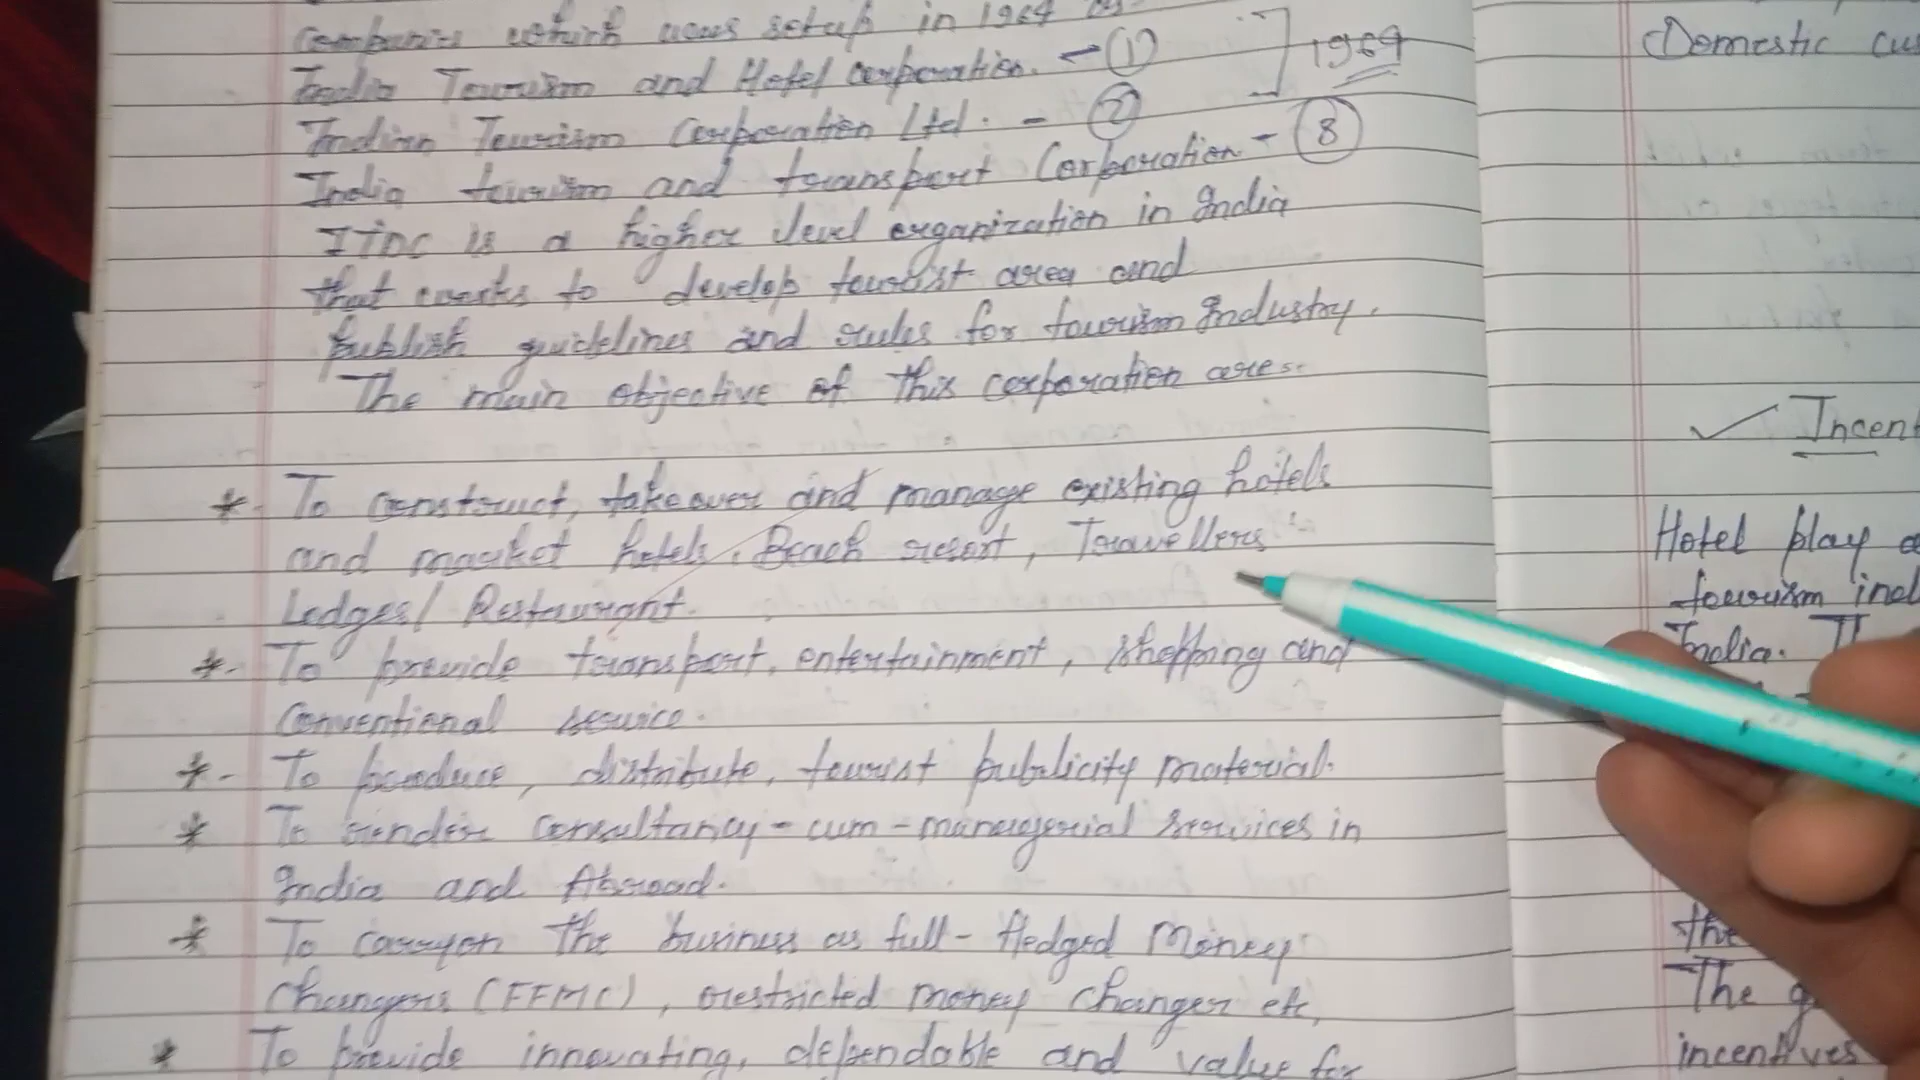 Companies which was setup in 1964 as-
India Tourism and Hotel corporation. - ①
] 1964
Indian Tourism Corporation Ltd. - ②
India tourism and transport Corporation - ⑧
ITDC is a higher level organization in India
that works to develop tourist area and
publish guidelines and rules for tourism Industry.
The main objective of this corporation are:-
* To construct, takeover and manage existing hotels
and market hotels, Beach resort, Travellers
Lodges/ Restaurant.
*- To provide transport, entertainment, shopping and
Conventional service.
*- To produce, distribute, tourist publicity material.
* To render consultancy-cum-managerial services in
India and Abroad.
* To carryon the business as full-fledged Money
Changers (FFMC), restricted money changer etc,
* To provide innovating, dependable and value for
Domestic
✓ Incen
Hotel play
tourism incl
India.
the
The
incentives